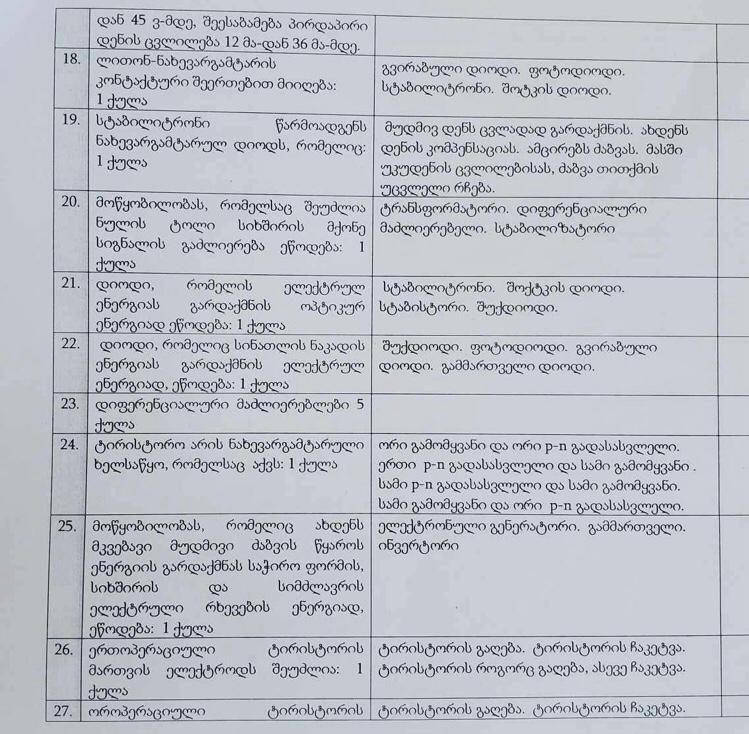 დან 45 ვ-მდე, შეესაბამება პირდაპირი
დენის ცვლილება 12 მა-დან 36 მა-მდე.
18. ლითონ-ნახევარგამტარის
კონტაქტური შეერთებით მიიღება:
1 ქულა
გვირაბული დიოდი. ფოტოდიოდი.
სტაბილიტრონი. შოტკის დიოდი.
19. სტაბილიტრონი წარმოადგენს
ნახევარგამტარულ დიოდს, რომელიც:
1 ქულა
მუდმივ დენს ცვლადად გარდაქმნის. ახდენს
დენის კომპენსაციას. ამცირებს ძაბვას. მასში
უკუდენის ცვლილებისას, ძაბვა თითქმის
უცვლელი რჩება.
20. მოწყობილობას, რომელსაც შეუძლია
ნულის ტოლი სიხშირის მქონე
სიგნალის გაძლიერება ეწოდება: 1
ქულა
ტრანსფორმატორი. დიფერენციალური
მაძლიერებელი. სტაბილიზატორი
21. დიოდი, რომელის ელექტრულ
ენერგიას გარდაქმნის ოპტიკურ
ენერგიად ეწოდება: 1 ქულა
სტაბილიტრონი. შოქტკის დიოდი.
სტაბისტორი. შუქდიოდი.
22. დიოდი, რომელიც სინათლის ნაკადის
ენერგიას გარდაქმნის ელექტრულ
ენერგიად, ეწოდება: 1 ქულა
შუქდიოდი. ფოტოდიოდი. გვირაბული
დიოდი. გამმართველი დიოდი.
23. დიფერენციალური მაძლიერებლები 5
ქულა
24. ტირისტორო არის ნახევარგამტარული
ხელსაწყო, რომელსაც აქვს: 1 ქულა
ორი გამომყვანი და ორი p-n გადასასვლელი.
ერთი p-n გადასასვლელი და სამი გამომყვანი .
სამი p-n გადასასვლელი და სამი გამომყვანი.
სამი გამომყვანი და ორი p-n გადასასვლელი.
25. მოწყობილობას, რომელიც ახდენს
მკვებავი მუდმივი ძაბვის წყაროს
ენერგიის გარდაქმნას საჭირო ფორმის,
სიხშირის და სიმძლავრის
ელექტრული რხევების ენერგიად,
ეწოდება: 1 ქულა
ელექტრონული გენერატორი. გამმართველი.
ინვერტორი
26. ერთოპერაციული ტირისტორის
მართვის ელექტროდს შეუძლია: 1
ქულა
ტირისტორის გაღება. ტირისტორის ჩაკეტვა.
ტირისტორის როგორც გაღება, ასევე ჩაკეტვა.
27. ოროპერაციული ტირისტორის
ტირისტორის გაღება. ტირისტორის ჩაკეტვა.